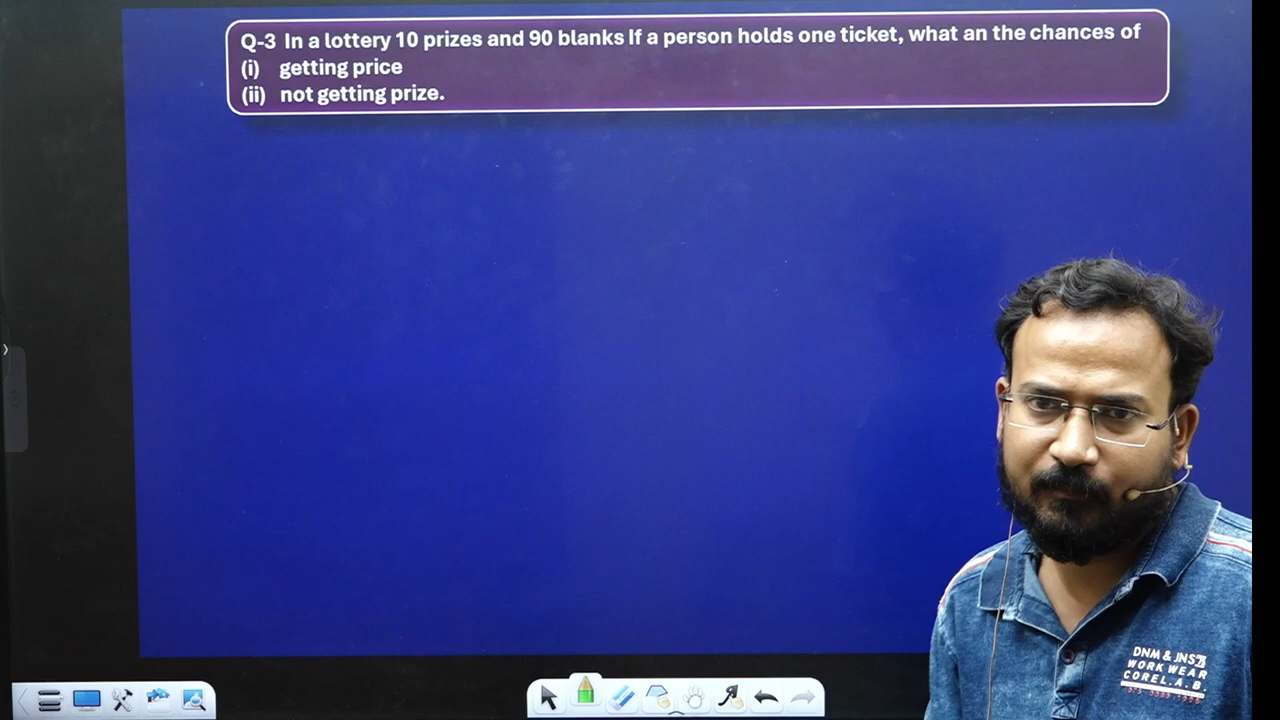 Q-3 In a lottery 10 prizes and 90 blanks If a person holds one ticket, what an the chances of
(i) getting price
(ii) not getting prize.
DNM & JNS
WORK WEAR
COREL.A.B.